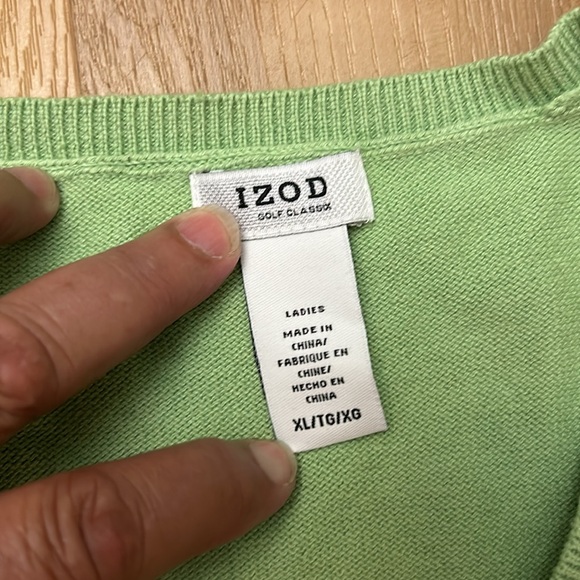 IZOD
GOLF CLASSIX
LADIES
MADE IN
CHINA/
FABRIQUE EN
CHINE/
HECHO EN
CHINA
XL/TG/XG